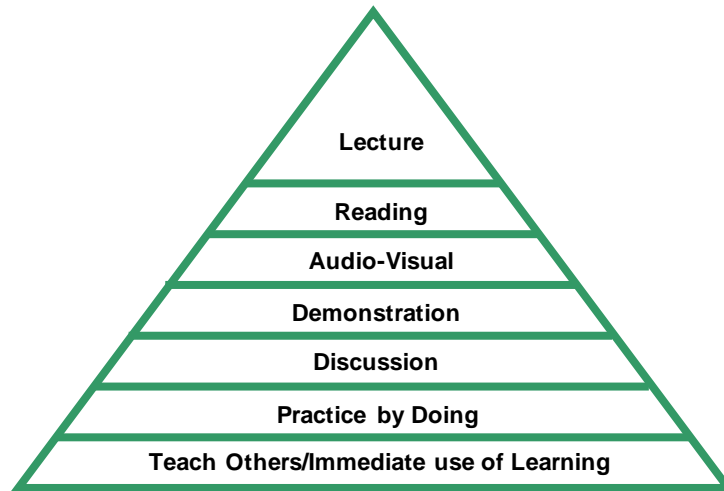 Lecture
Reading
Audio-Visual
Demonstration
Discussion
Practice by Doing
Teach Others/Immediate use of Learning